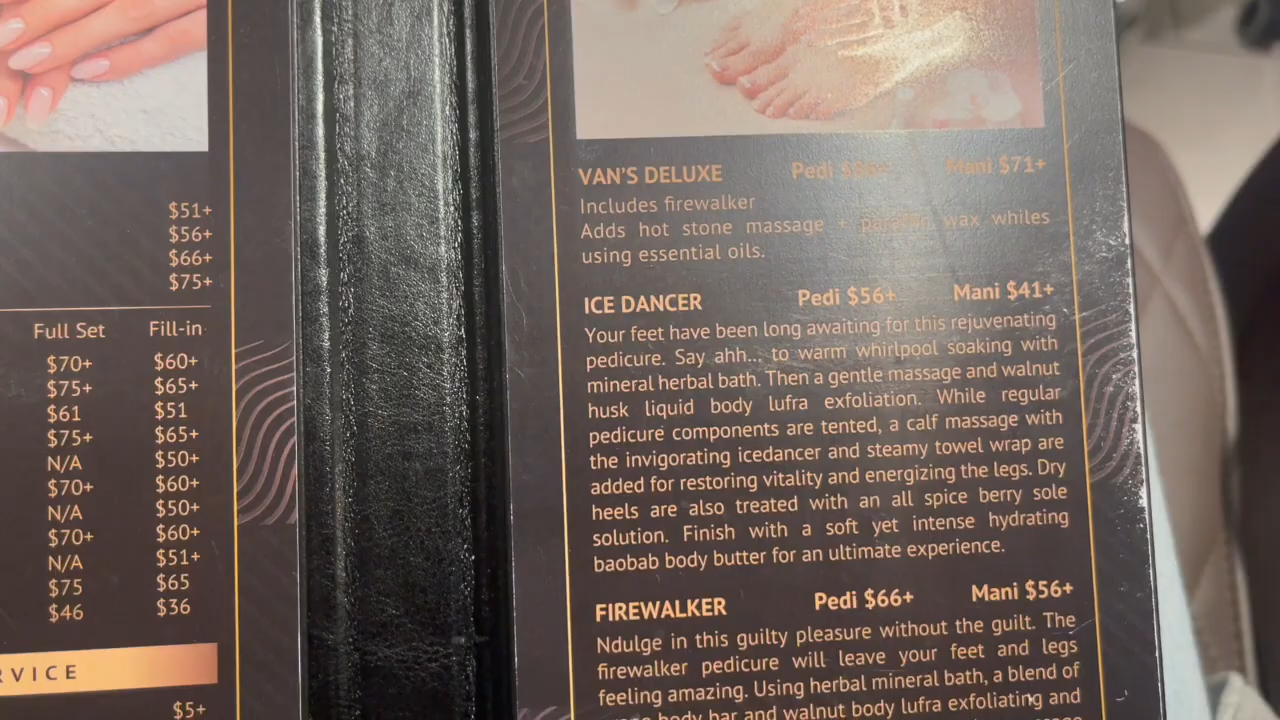 $51+
$56+
$66+
$75+
Full Set Fill-in
$70+ $60+
$75+ $65+
$61 $51
$75+ $65+
N/A $50+
$70+ $60+
N/A $50+
$70+ $60+
N/A $51+
$75 $65
$46 $36
RVICE
$5+
VAN'S DELUXE Pedi Mani $71+
Includes firewalker
Adds hot stone massage + wax whiles
using essential oils.
ICE DANCER Pedi $56+ Mani $41+
Your feet have been long awaiting for this rejuvenating
pedicure. Say ahh... to warm whirlpool soaking with
mineral herbal bath. Then a gentle massage and walnut
husk liquid body lufra exfoliation. While regular
pedicure components are tented, a calf massage with
the invigorating icedancer and steamy towel wrap are
added for restoring vitality and energizing the legs. Dry
heels are also treated with an all spice berry sole
solution. Finish with a soft yet intense hydrating
baobab body butter for an ultimate experience.
FIREWALKER Pedi $66+ Mani $56+
Ndulge in this guilty pleasure without the guilt. The
firewalker pedicure will leave your feet and legs
feeling amazing. Using herbal mineral bath, a blend of
body bar and walnut body lufra exfoliating and